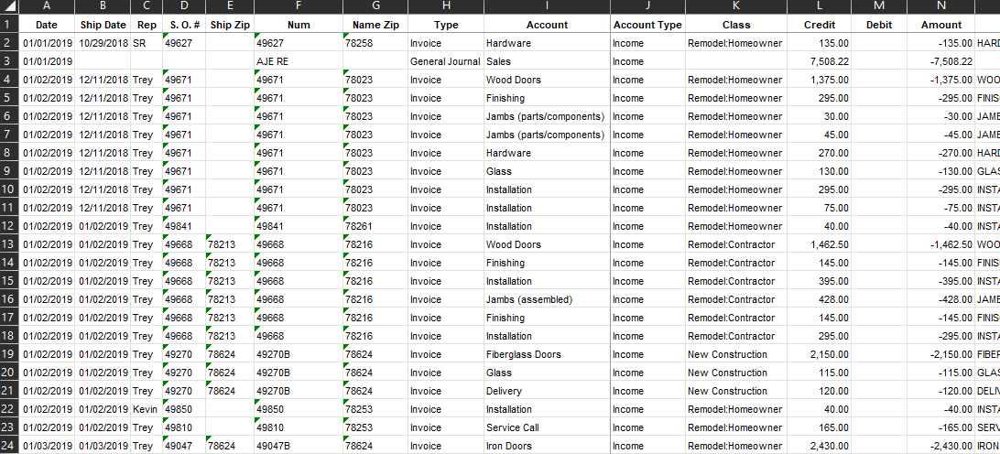 A B C D E F G H I J K L M N
1 Date Ship Date Rep S. O. # Ship Zip Num Name Zip Type Account Account Type Class Credit Debit Amount
2 01/01/2019 10/29/2018 SR 49627 49627 78258 Invoice Hardware Income Remodel:Homeowner 135.00 -135.00 HARD
3 01/01/2019 AJE RE General Journal Sales Income 7,508.22 -7,508.22
4 01/02/2019 12/11/2018 Trey 49671 49671 78023 Invoice Wood Doors Income Remodel:Homeowner 1,375.00 -1,375.00 WOO
5 01/02/2019 12/11/2018 Trey 49671 49671 78023 Invoice Finishing Income Remodel:Homeowner 295.00 -295.00 FINIS
6 01/02/2019 12/11/2018 Trey 49671 49671 78023 Invoice Jambs (parts/components) Income Remodel:Homeowner 30.00 -30.00 JAMB
7 01/02/2019 12/11/2018 Trey 49671 49671 78023 Invoice Jambs (parts/components) Income Remodel:Homeowner 45.00 -45.00 JAMB
8 01/02/2019 12/11/2018 Trey 49671 49671 78023 Invoice Hardware Income Remodel:Homeowner 270.00 -270.00 HARD
9 01/02/2019 12/11/2018 Trey 49671 49671 78023 Invoice Glass Income Remodel:Homeowner 130.00 -130.00 GLAS
10 01/02/2019 12/11/2018 Trey 49671 49671 78023 Invoice Installation Income Remodel:Homeowner 295.00 -295.00 INSTA
11 01/02/2019 12/11/2018 Trey 49671 49671 78023 Invoice Installation Income Remodel:Homeowner 75.00 -75.00 INSTA
12 01/02/2019 01/02/2019 Trey 49841 49841 78261 Invoice Installation Income Remodel:Homeowner 40.00 -40.00 INSTA
13 01/02/2019 01/02/2019 Trey 49668 78213 49668 78216 Invoice Wood Doors Income Remodel:Contractor 1,462.50 -1,462.50 WOO
14 01/02/2019 01/02/2019 Trey 49668 78213 49668 78216 Invoice Finishing Income Remodel:Contractor 145.00 -145.00 FINIS
15 01/02/2019 01/02/2019 Trey 49668 78213 49668 78216 Invoice Installation Income Remodel:Contractor 395.00 -395.00 INSTA
16 01/02/2019 01/02/2019 Trey 49668 78213 49668 78216 Invoice Jambs (assembled) Income Remodel:Contractor 428.00 -428.00 JAMB
17 01/02/2019 01/02/2019 Trey 49668 78213 49668 78216 Invoice Finishing Income Remodel:Contractor 145.00 -145.00 FINIS
18 01/02/2019 01/02/2019 Trey 49668 78213 49668 78216 Invoice Installation Income Remodel:Contractor 295.00 -295.00 INSTA
19 01/02/2019 01/02/2019 Trey 49270 78624 49270B 78624 Invoice Fiberglass Doors Income New Construction 2,150.00 -2,150.00 FIBER
20 01/02/2019 01/02/2019 Trey 49270 78624 49270B 78624 Invoice Glass Income New Construction 115.00 -115.00 GLAS
21 01/02/2019 01/02/2019 Trey 49270 78624 49270B 78624 Invoice Delivery Income New Construction 120.00 -120.00 DELIV
22 01/02/2019 01/02/2019 Kevin 49850 49850 78253 Invoice Installation Income Remodel:Homeowner 40.00 -40.00 INSTA
23 01/02/2019 01/02/2019 Trey 49810 49810 78253 Invoice Service Call Income Remodel:Homeowner 165.00 -165.00 SERV
24 01/03/2019 01/03/2019 Trey 49047 78624 49047B 78624 Invoice Iron Doors Income Remodel:Homeowner 2,430.00 -2,430.00 IRON